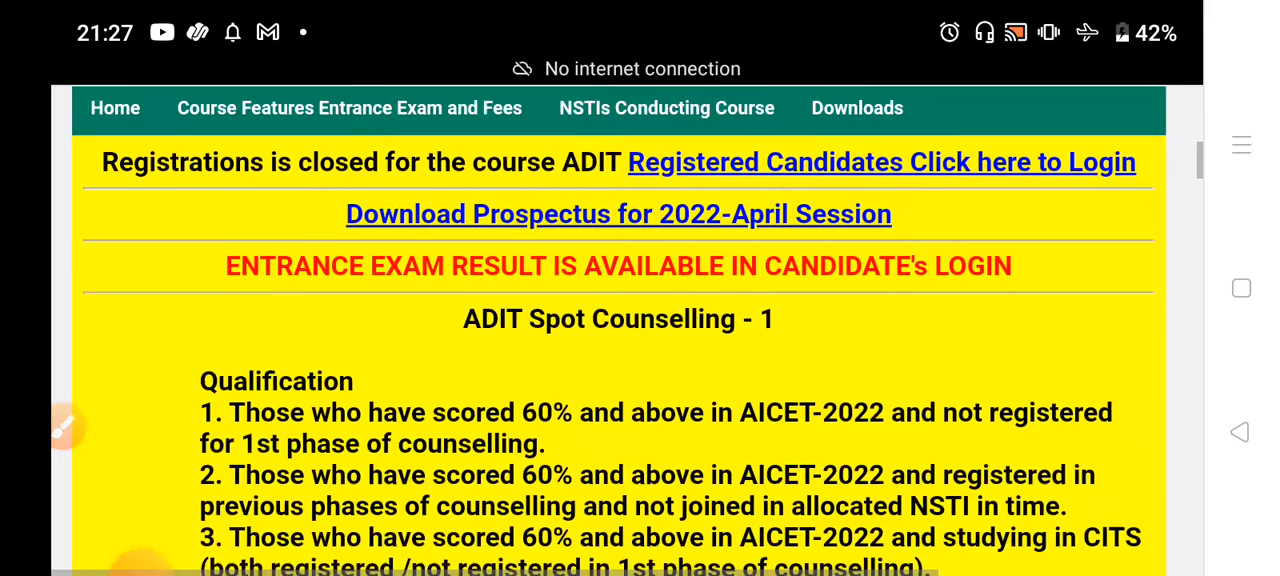 21:27
42%
No internet connection
Home Course Features Entrance Exam and Fees NSTIs Conducting Course Downloads
Registrations is closed for the course ADIT Registered Candidates Click here to Login
Download Prospectus for 2022-April Session
ENTRANCE EXAM RESULT IS AVAILABLE IN CANDIDATE's LOGIN
ADIT Spot Counselling - 1
Qualification
1. Those who have scored 60% and above in AICET-2022 and not registered
for 1st phase of counselling.
2. Those who have scored 60% and above in AICET-2022 and registered in
previous phases of counselling and not joined in allocated NSTI in time.
3. Those who have scored 60% and above in AICET-2022 and studying in CITS
(both registered /not registered in 1st phase of counselling).